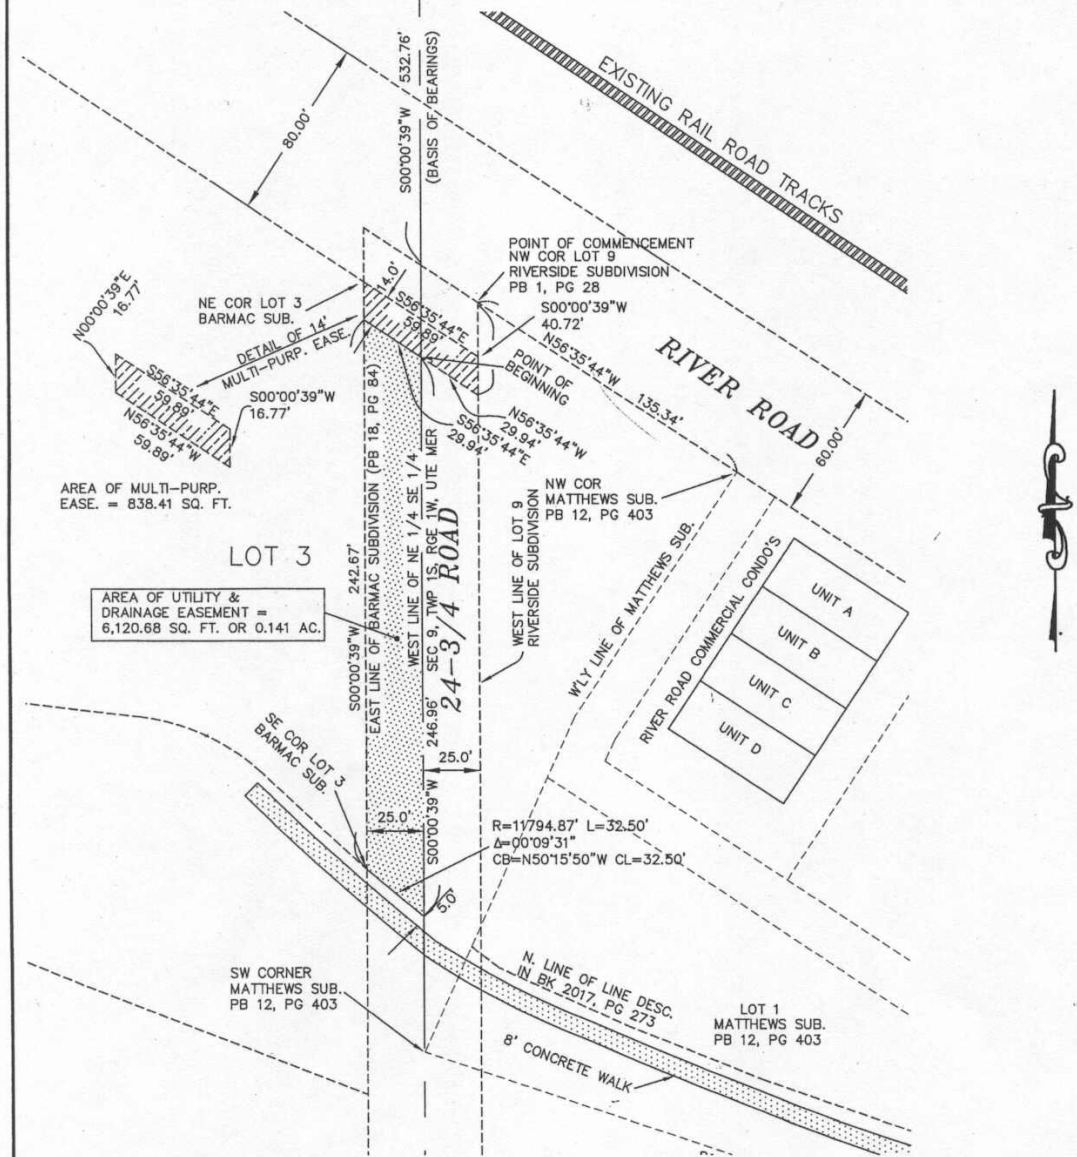 532.76'
S00°00'39"W
(BASIS OF BEARINGS)
EXISTING RAIL ROAD TRACKS
80.00'
POINT OF COMMENCEMENT
NW COR LOT 9
RIVERSIDE SUBDIVISION
PB 1, PG 28
S00°00'39"W
40.72'
NE COR LOT 3
BARMAC SUB.
14.0'
S56°35'44"E
59.89'
N00°00'39"E
16.77'
DETAIL OF 14'
MULTI-PURP. EASE.
S56°35'44"E
59.89'
N56°35'44"W
59.89'
S00°00'39"W
16.77'
POINT OF
BEGINNING
N56°35'44"W
135.34'
RIVER ROAD
60.00'
N56°35'44"W
29.94'
S56°35'44"E
29.94'
AREA OF MULTI-PURP.
EASE. = 838.41 SQ. FT.
NW COR
MATTHEWS SUB.
PB 12, PG 403
LOT 3
AREA OF UTILITY &
DRAINAGE EASEMENT =
6,120.68 SQ. FT. OR 0.141 AC.
S00°00'39"W 242.67'
EAST LINE OF BARMAC SUBDIVISION (PB 18, PG 84)
WEST LINE OF NE 1/4 SE 1/4
S00°00'39"W 246.96' SEC 9, TWP 1S, RGE 1W, UTE MER
24-3/4 ROAD
WEST LINE OF LOT 9
RIVERSIDE SUBDIVISION
W'LY LINE OF MATTHEWS SUB.
RIVER ROAD COMMERCIAL CONDO'S
UNIT A
UNIT B
UNIT C
UNIT D
SE COR LOT 3
BARMAC SUB.
25.0'
25.0'
R=11794.87' L=32.50'
Δ=00°09'31"
CB=N50°15'50"W CL=32.50'
5.0'
SW CORNER
MATTHEWS SUB.
PB 12, PG 403
N. LINE OF LINE DESC.
IN BK 2017, PG 273
LOT 1
MATTHEWS SUB.
PB 12, PG 403
8' CONCRETE WALK